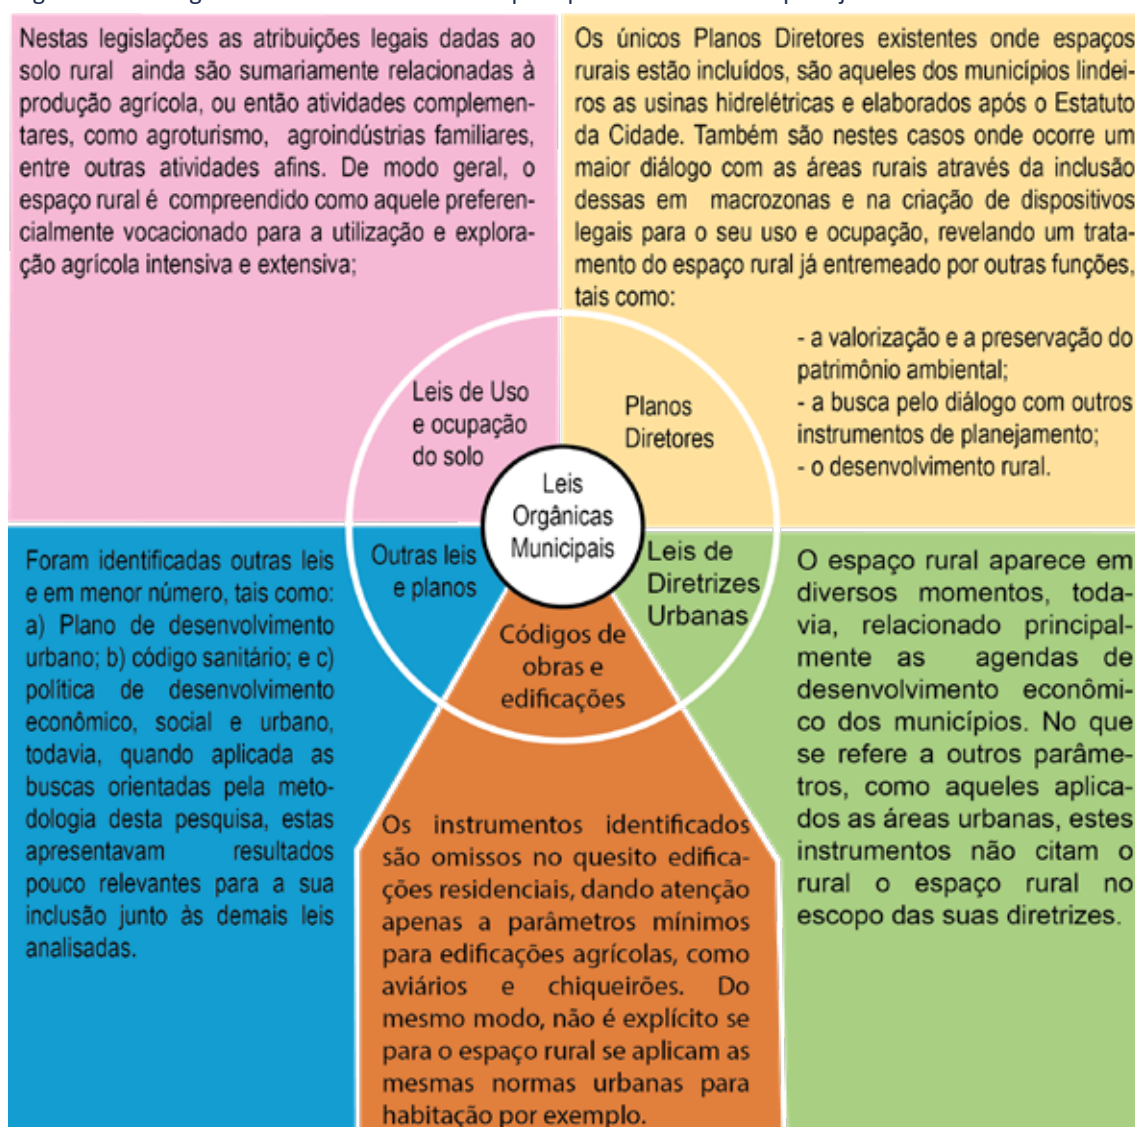 Nestas legislações as atribuições legais dadas ao
solo rural ainda são sumariamente relacionadas à
produção agrícola, ou então atividades complemen-
tares, como agroturismo, agroindústrias familiares,
entre outras atividades afins. De modo geral, o
espaço rural é compreendido como aquele preferen-
cialmente vocacionado para a utilização e explora-
ção agrícola intensiva e extensiva;
Os únicos Planos Diretores existentes onde espaços
rurais estão incluídos, são aqueles dos municípios lindei-
ros as usinas hidrelétricas e elaborados após o Estatuto
da Cidade. Também são nestes casos onde ocorre um
maior diálogo com as áreas rurais através da inclusão
dessas em macrozonas e na criação de dispositivos
legais para o seu uso e ocupação, revelando um trata-
mento do espaço rural já entremeado por outras funções,
tais como:
- a valorização e a preservação do
patrimônio ambiental;
- a busca pelo diálogo com outros
instrumentos de planejamento;
- o desenvolvimento rural.
Leis de Uso
e ocupação
do solo
Planos
Diretores
Leis
Orgânicas
Municipais
Outras leis
e planos
Leis de
Diretrizes
Urbanas
Códigos de
obras e
edificações
Foram identificadas outras leis
e em menor número, tais como:
a) Plano de desenvolvimento
urbano; b) código sanitário; e c)
política de desenvolvimento
econômico, social e urbano,
todavia, quando aplicada as
buscas orientadas pela meto-
dologia desta pesquisa, estas
apresentavam resultados
pouco relevantes para a sua
inclusão junto às demais leis
analisadas.
Os instrumentos identificados
são omissos no quesito edifica-
ções residenciais, dando atenção
apenas a parâmetros mínimos
para edificações agrícolas, como
aviários e chiqueirões. Do
mesmo modo, não é explícito se
para o espaço rural se aplicam as
mesmas normas urbanas para
habitação por exemplo.
O espaço rural aparece em
diversos momentos, toda-
via, relacionado principal-
mente as agendas de
desenvolvimento econômi-
co dos municípios. No que
se refere a outros parâme-
tros, como aqueles aplica-
dos as áreas urbanas, estes
instrumentos não citam o
rural o espaço rural no
escopo das suas diretrizes.